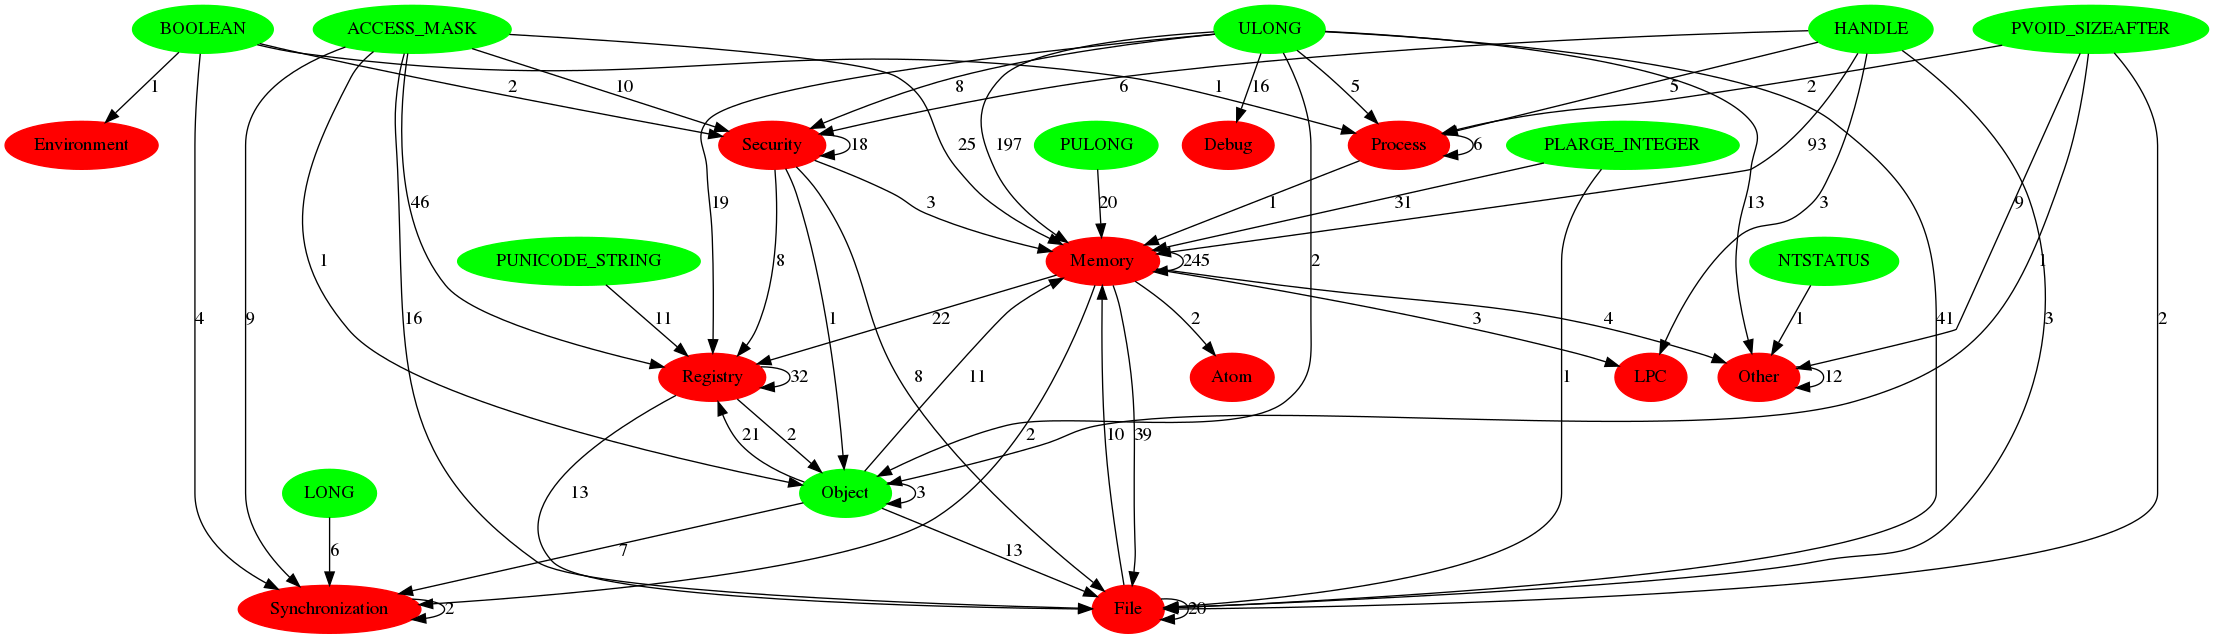 BOOLEAN ACCESS_MASK ULONG HANDLE PVOID_SIZEAFTER
1 4 2 10 8 6 1 16 5 5 2
Environment Security PULONG Debug Process PLARGE_INTEGER
18 25 197 93 6
46 19 3 20 1 31 3 13 9
PUNICODE_STRING Memory NTSTATUS
1 8 245 2 1
4 9 16 11 1 22 2 3 4 1 41 3 2
Registry Atom LPC Other
32 8 11 1 12
21 2 2 10 39
13
LONG Object
3
6 7 13
Synchronization File
2 20